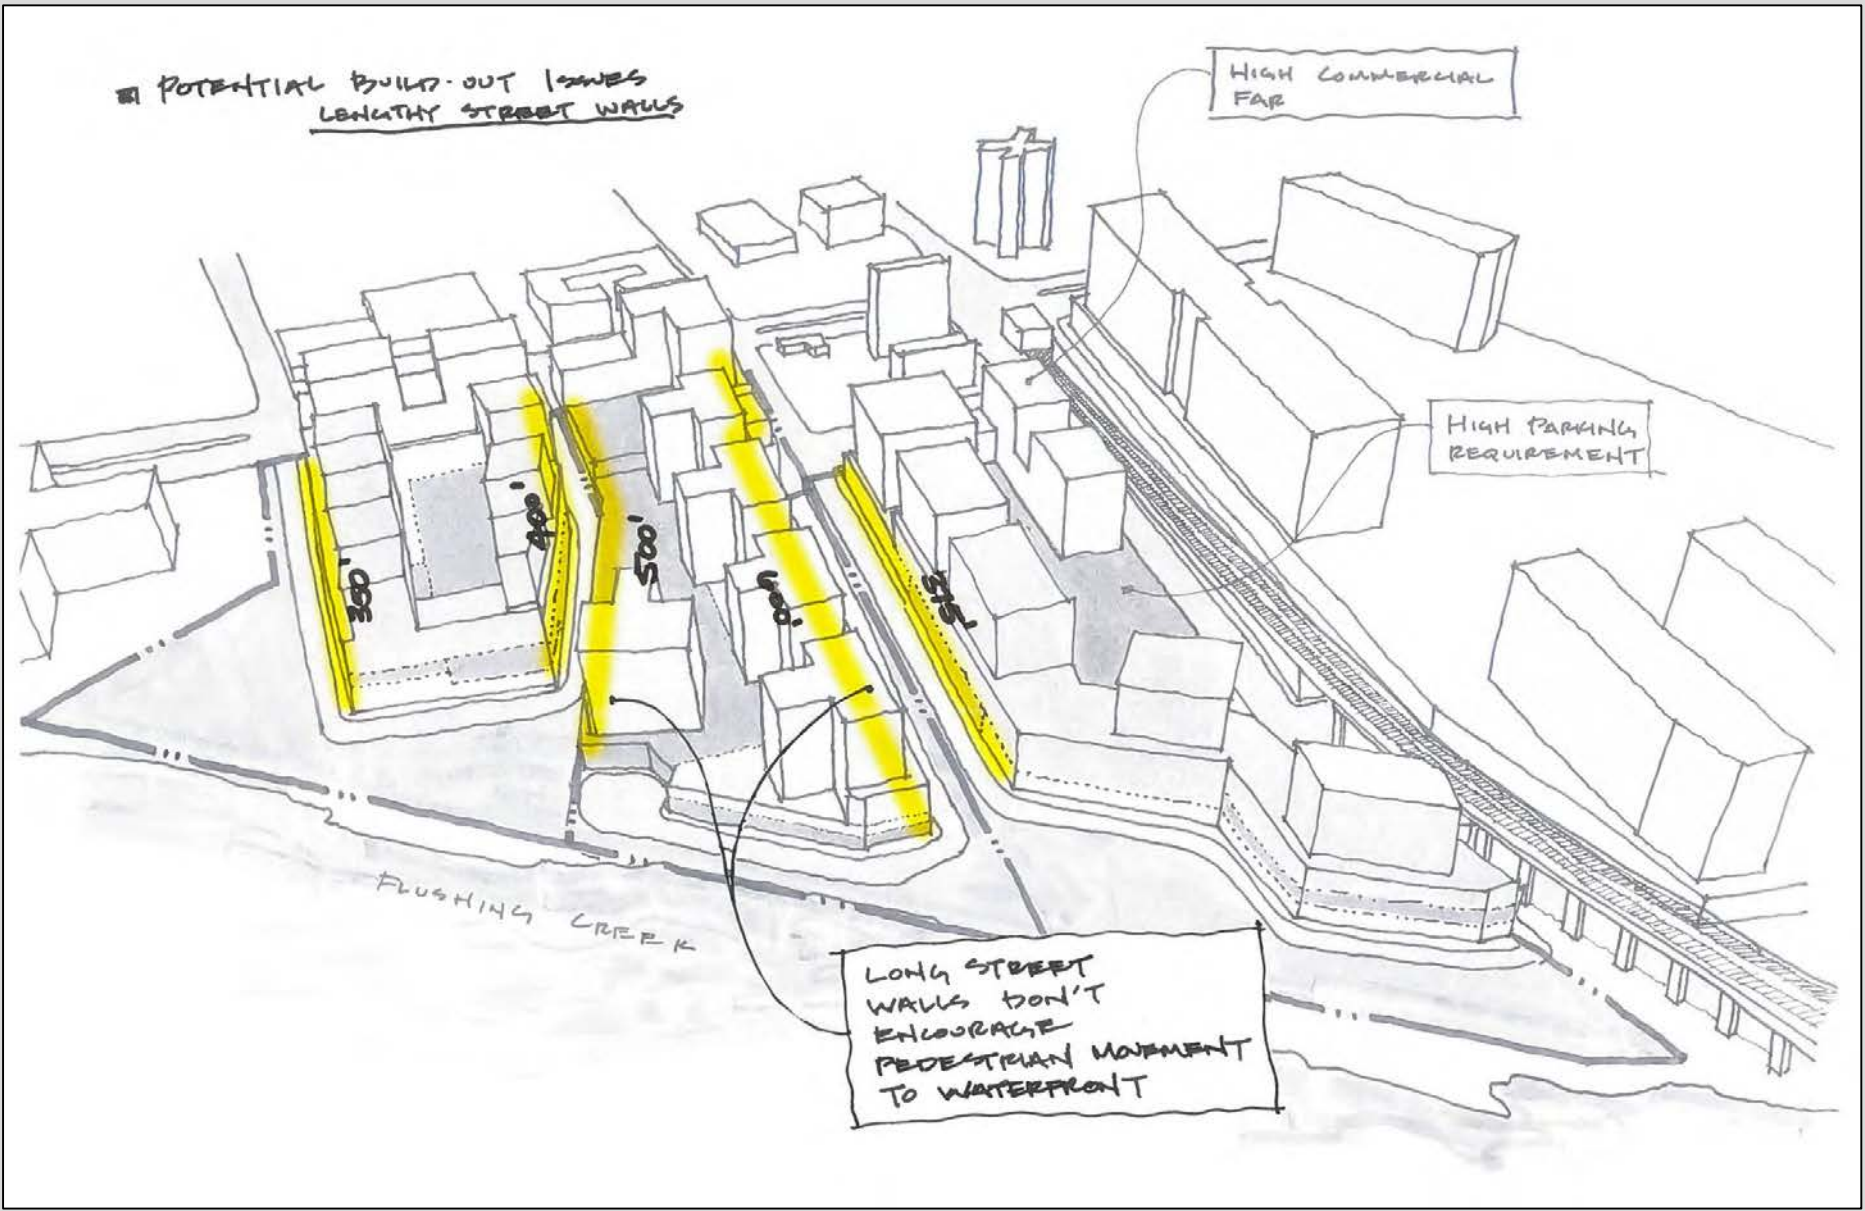 POTENTIAL BUILD-OUT ISSUES
LENGTHY STREET WALLS
HIGH COMMERCIAL
FAR
HIGH PARKING
REQUIREMENT
350'
400'
500'
600'
375'
FLUSHING CREEK
LONG STREET
WALLS DON'T
ENCOURAGE
PEDESTRIAN MOVEMENT
TO WATERFRONT